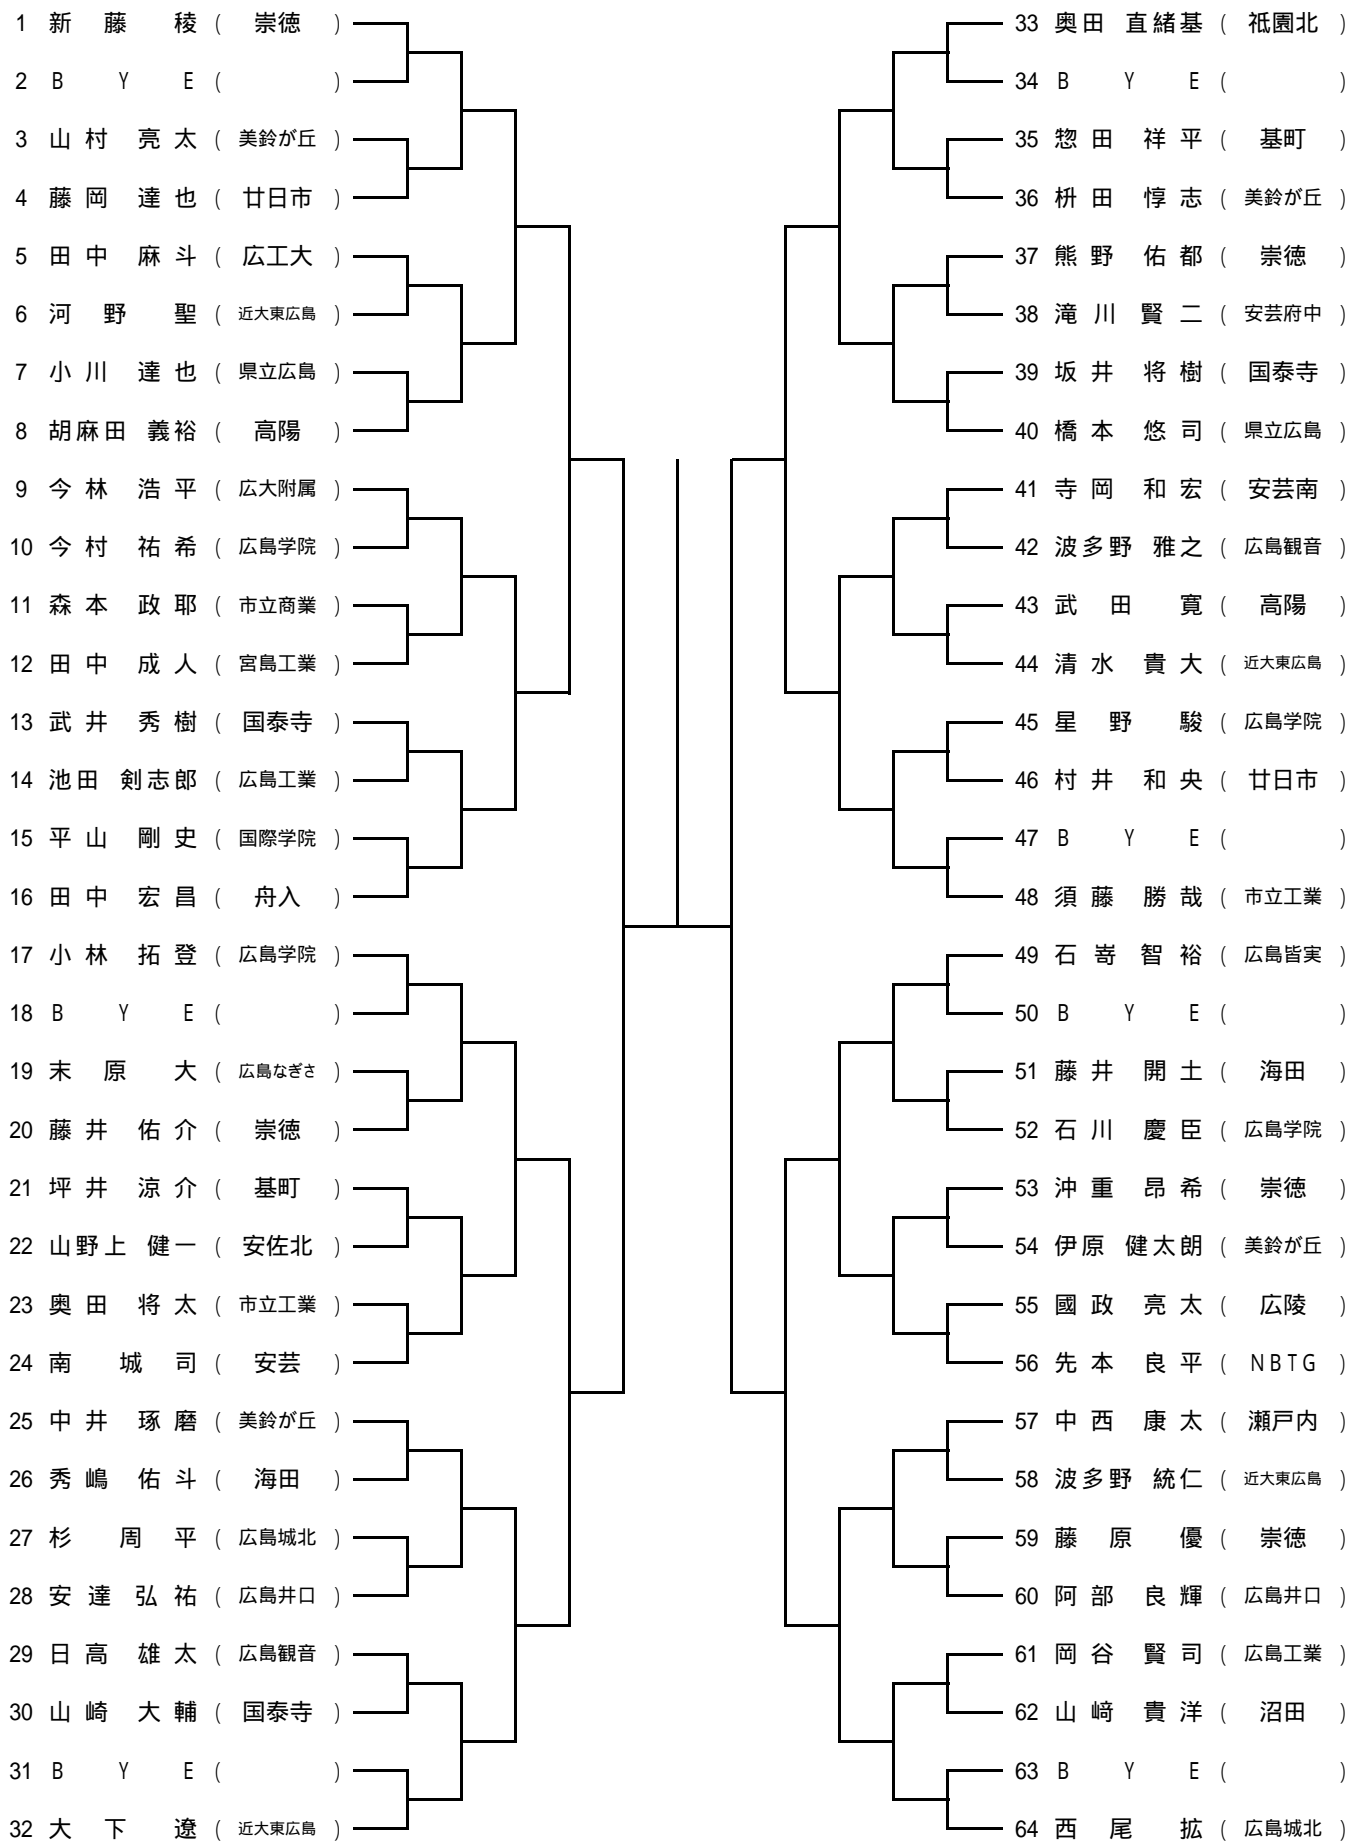 1 新藤 稜 ( 崇徳 )
2 BYE ( )
3 山村 亮太 ( 美鈴が丘 )
4 藤岡 達也 ( 廿日市 )
5 田中 麻斗 ( 広工大 )
6 河野 聖 ( 近大東広島 )
7 小川 達也 ( 県立広島 )
8 胡麻田 義裕 ( 高陽 )
9 今林 浩平 ( 広大附属 )
10 今村 祐希 ( 広島学院 )
11 森本 政耶 ( 市立商業 )
12 田中 成人 ( 宮島工業 )
13 武井 秀樹 ( 国泰寺 )
14 池田 剣志郎 ( 広島工業 )
15 平山 剛史 ( 国際学院 )
16 田中 宏昌 ( 舟入 )
17 小林 拓登 ( 広島学院 )
18 BYE ( )
19 末原 大 ( 広島なぎさ )
20 藤井 佑介 ( 崇徳 )
21 坪井 涼介 ( 基町 )
22 山野上 健一 ( 安佐北 )
23 奥田 将太 ( 市立工業 )
24 南 城司 ( 安芸 )
25 中井 琢磨 ( 美鈴が丘 )
26 秀嶋 佑斗 ( 海田 )
27 杉 周平 ( 広島城北 )
28 安達 弘祐 ( 広島井口 )
29 日高 雄太 ( 広島観音 )
30 山崎 大輔 ( 国泰寺 )
31 BYE ( )
32 大下 遼 ( 近大東広島 )
33 奥田 直緒基 ( 祇園北 )
34 BYE ( )
35 惣田 祥平 ( 基町 )
36 枡田 惇志 ( 美鈴が丘 )
37 熊野 佑都 ( 崇徳 )
38 滝川 賢二 ( 安芸府中 )
39 坂井 将樹 ( 国泰寺 )
40 橋本 悠司 ( 県立広島 )
41 寺岡 和宏 ( 安芸南 )
42 波多野 雅之 ( 広島観音 )
43 武田 寛 ( 高陽 )
44 清水 貴大 ( 近大東広島 )
45 星野 駿 ( 広島学院 )
46 村井 和央 ( 廿日市 )
47 BYE ( )
48 須藤 勝哉 ( 市立工業 )
49 石嵜 智裕 ( 広島皆実 )
50 BYE ( )
51 藤井 開土 ( 海田 )
52 石川 慶臣 ( 広島学院 )
53 沖重 昂希 ( 崇徳 )
54 伊原 健太朗 ( 美鈴が丘 )
55 國政 亮太 ( 広陵 )
56 先本 良平 ( NBTG )
57 中西 康太 ( 瀬戸内 )
58 波多野 統仁 ( 近大東広島 )
59 藤原 優 ( 崇徳 )
60 阿部 良輝 ( 広島井口 )
61 岡谷 賢司 ( 広島工業 )
62 山﨑 貴洋 ( 沼田 )
63 BYE ( )
64 西尾 拡 ( 広島城北 )